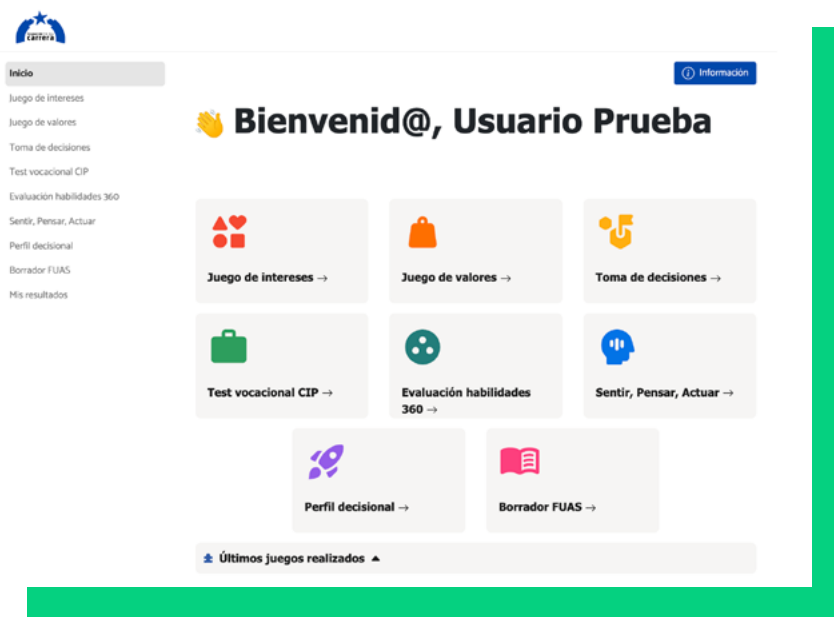 carrera
Inicio
Información
Juego de intereses
Juego de valores
Toma de decisiones
Test vocacional CIP
Evaluación habilidades 360
Sentir, Pensar, Actuar
Perfil decisional
Borrador FUAS
Mis resultados
Bienvenid@, Usuario Prueba
Juego de intereses →
Juego de valores →
Toma de decisiones →
Test vocacional CIP →
Evaluación habilidades
360 →
Sentir, Pensar, Actuar →
Perfil decisional →
Borrador FUAS →
Últimos juegos realizados